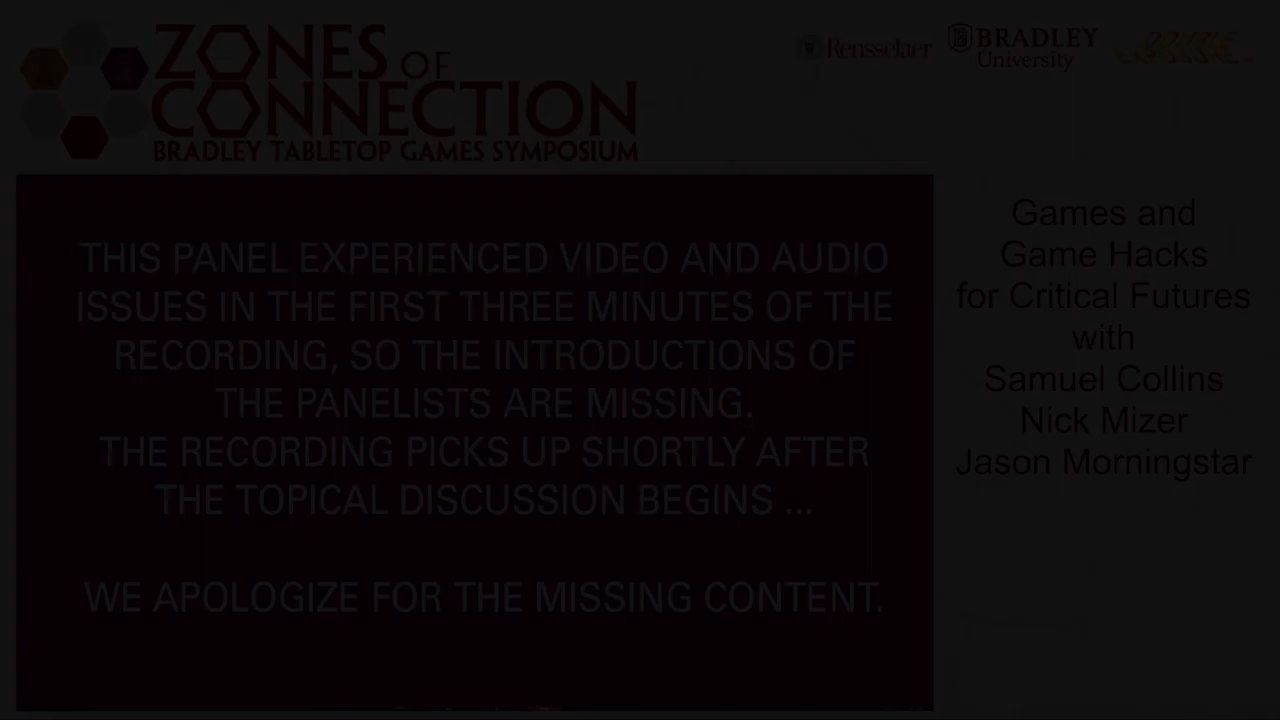 ZONES OF
CONNECTION
BRADLEY TABLETOP GAMES SYMPOSIUM
Rensselaer
BRADLEY
University
THIS PANEL EXPERIENCED VIDEO AND AUDIO
ISSUES IN THE FIRST THREE MINUTES OF THE
RECORDING, SO THE INTRODUCTIONS OF
THE PANELISTS ARE MISSING.
THE RECORDING PICKS UP SHORTLY AFTER
THE TOPICAL DISCUSSION BEGINS ...
WE APOLOGIZE FOR THE MISSING CONTENT.
Games and
Game Hacks
for Critical Futures
with
Samuel Collins
Nick Mizer
Jason Morningstar